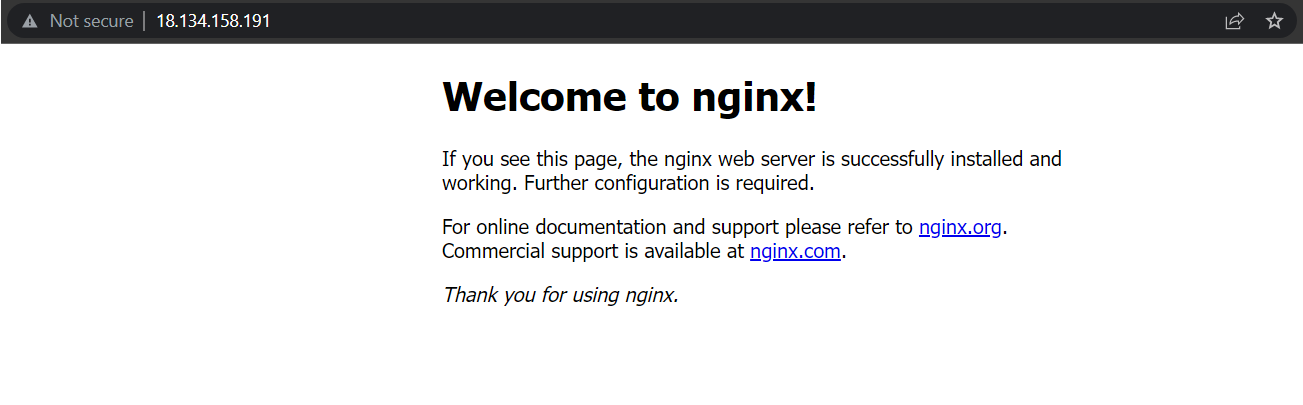 Not secure | 18.134.158.191
Welcome to nginx!
If you see this page, the nginx web server is successfully installed and
working. Further configuration is required.
For online documentation and support please refer to nginx.org.
Commercial support is available at nginx.com.
Thank you for using nginx.